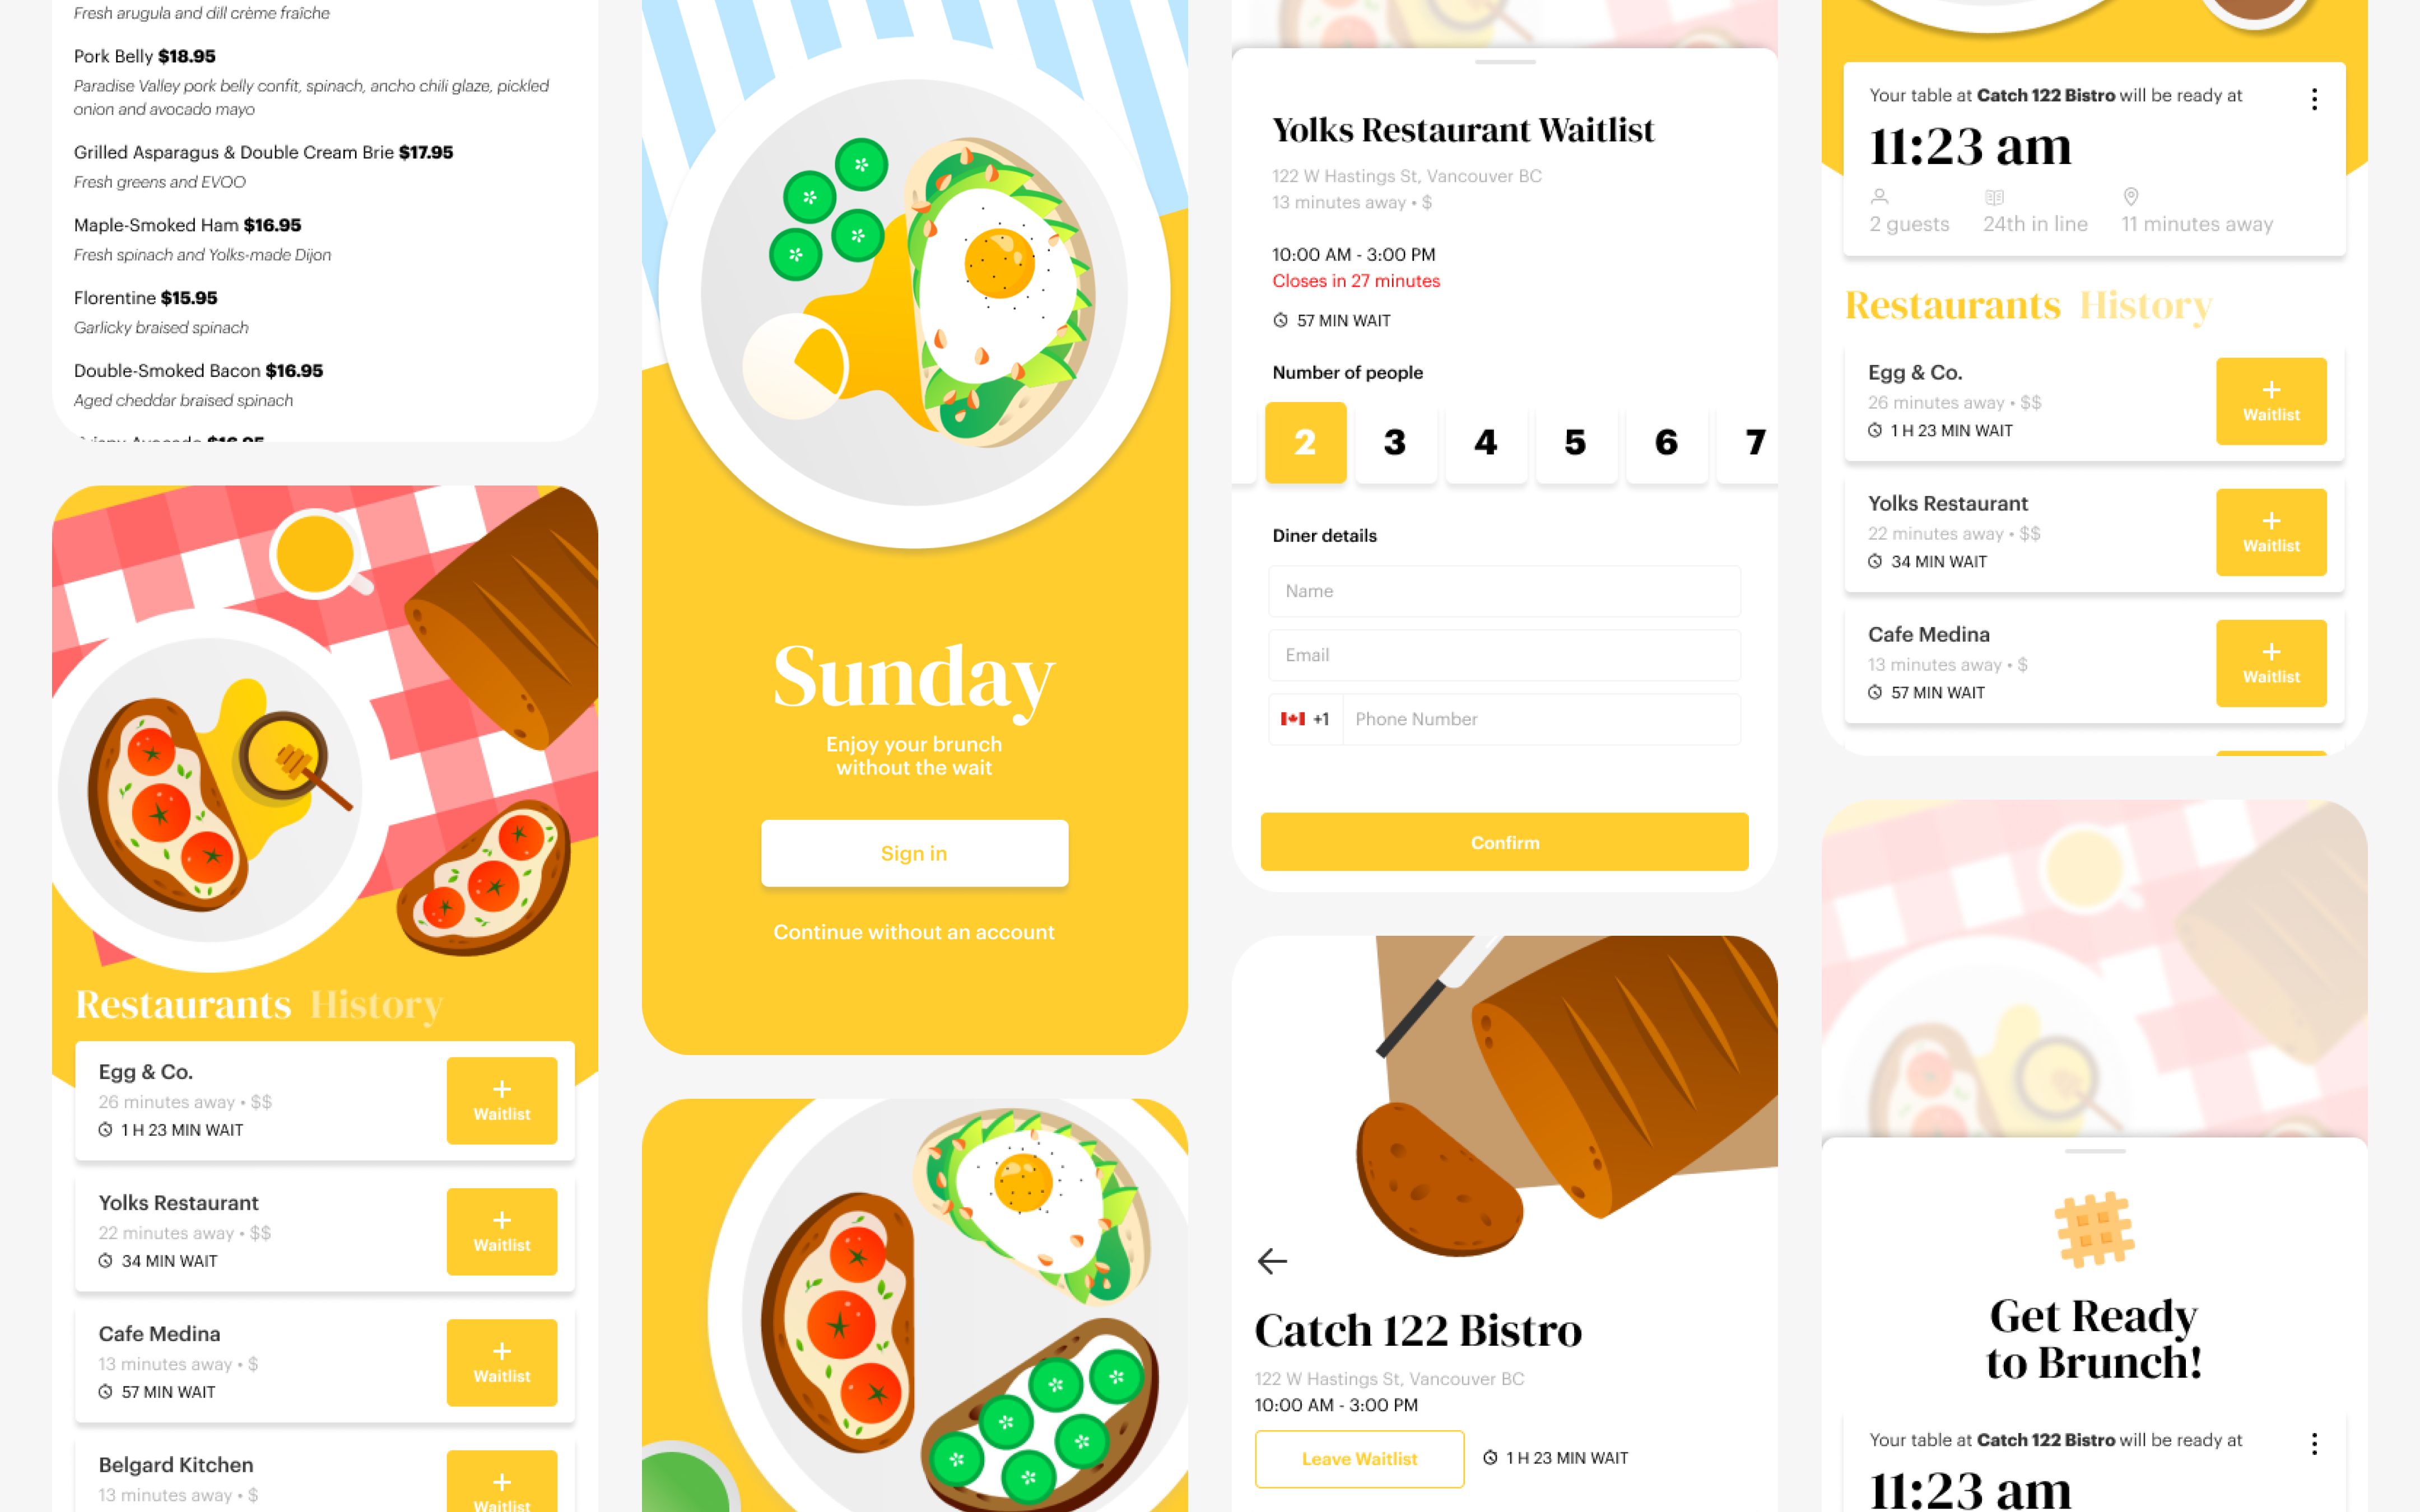 Fresh arugula and dill crème fraîche
Pork Belly $18.95
Paradise Valley pork belly confit, spinach, ancho chili glaze, pickled
onion and avocado mayo
Grilled Asparagus & Double Cream Brie $17.95
Fresh greens and EVOO
Maple-Smoked Ham $16.95
Fresh spinach and Yolks-made Dijon
Florentine $15.95
Garlicky braised spinach
Double-Smoked Bacon $16.95
Aged cheddar braised spinach
Crispy Avocado $16.95
Restaurants History
Egg & Co.
26 minutes away • $$
1 H 23 MIN WAIT
+
Waitlist
Yolks Restaurant
22 minutes away • $$
34 MIN WAIT
+
Waitlist
Cafe Medina
13 minutes away • $
57 MIN WAIT
+
Waitlist
Belgard Kitchen
13 minutes away • $
+
Waitlist
Sunday
Enjoy your brunch
without the wait
Sign in
Continue without an account
Yolks Restaurant Waitlist
122 W Hastings St, Vancouver BC
13 minutes away • $
10:00 AM - 3:00 PM
Closes in 27 minutes
57 MIN WAIT
Number of people
2 3 4 5 6 7
Diner details
Name
Email
+1 Phone Number
Confirm
Catch 122 Bistro
122 W Hastings St, Vancouver BC
10:00 AM - 3:00 PM
Leave Waitlist 1 H 23 MIN WAIT
Your table at Catch 122 Bistro will be ready at
11:23 am
2 guests 24th in line 11 minutes away
Restaurants History
Egg & Co.
26 minutes away • $$
1 H 23 MIN WAIT
+
Waitlist
Yolks Restaurant
22 minutes away • $$
34 MIN WAIT
+
Waitlist
Cafe Medina
13 minutes away • $
57 MIN WAIT
+
Waitlist
Get Ready
to Brunch!
Your table at Catch 122 Bistro will be ready at
11:23 am